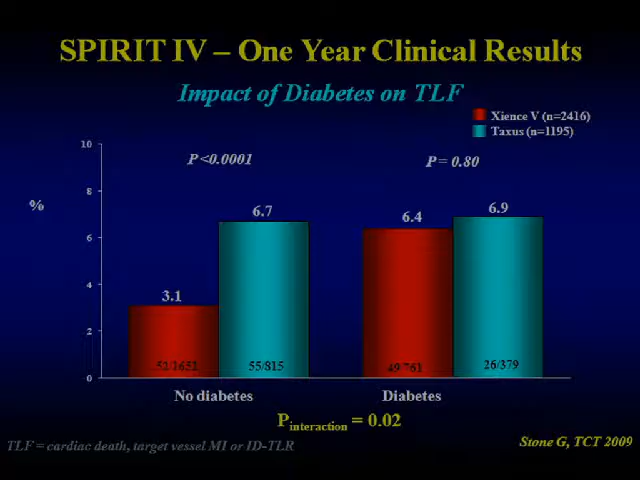 SPIRIT IV – One Year Clinical Results
Impact of Diabetes on TLF
Xience V (n=2416)
Taxus (n=1195)
10
P<0.0001
P = 0.80
8
%
6.7
6.4
6.9
6
4
3.1
2
52/1652
55/815
49/761
26/379
0
No diabetes
Diabetes
Pinteraction = 0.02
TLF = cardiac death, target vessel MI or ID-TLR
Stone G, TCT 2009